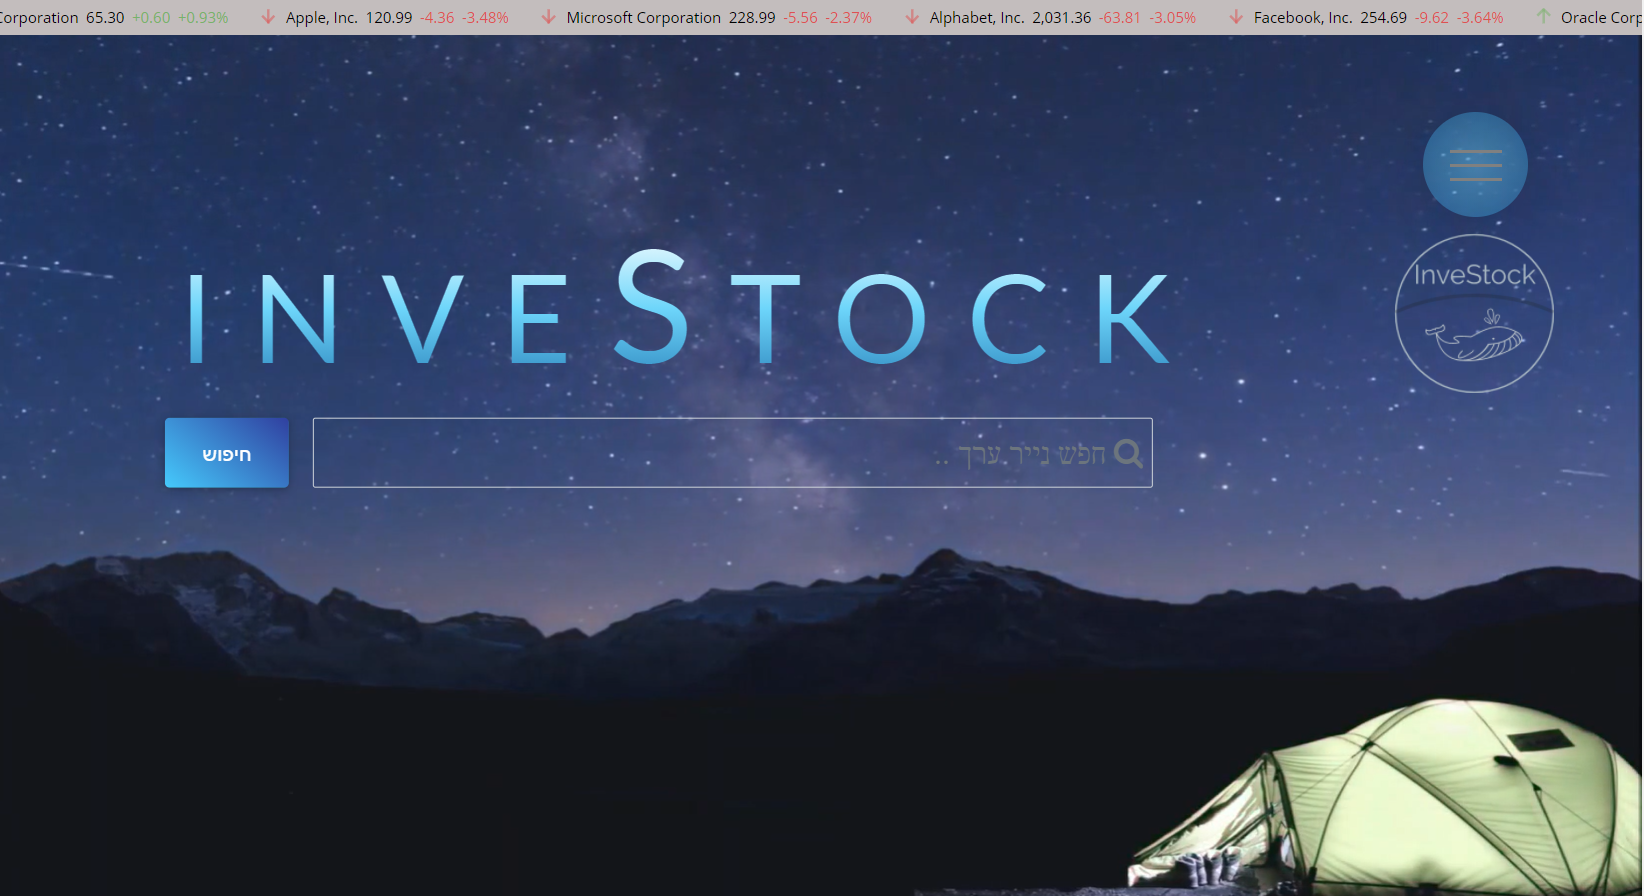 Corporation 65.30 +0.60 +0.93% Apple, Inc. 120.99 -4.36 -3.48% Microsoft Corporation 228.99 -5.56 -2.37% Alphabet, Inc. 2,031.36 -63.81 -3.05% Facebook, Inc. 254.69 -9.62 -3.64% Oracle Corp
InveStock
INVESTOCK
חפש נייר ערך ..
חיפוש